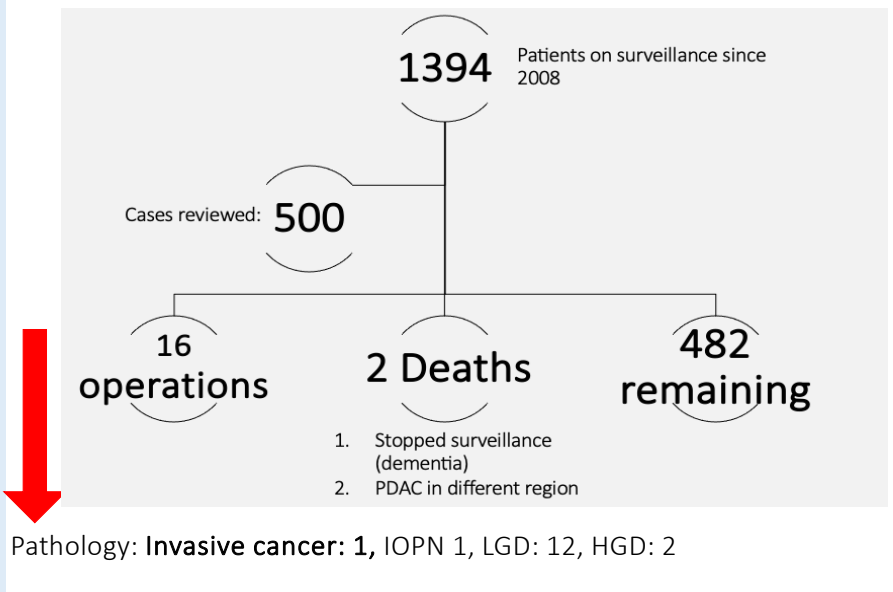 1394
Patients on surveillance since
2008
Cases reviewed:
500
16
operations
2 Deaths
482
remaining
1. Stopped surveillance
(dementia)
2. PDAC in different region
Pathology: Invasive cancer: 1, IOPN 1, LGD: 12, HGD: 2